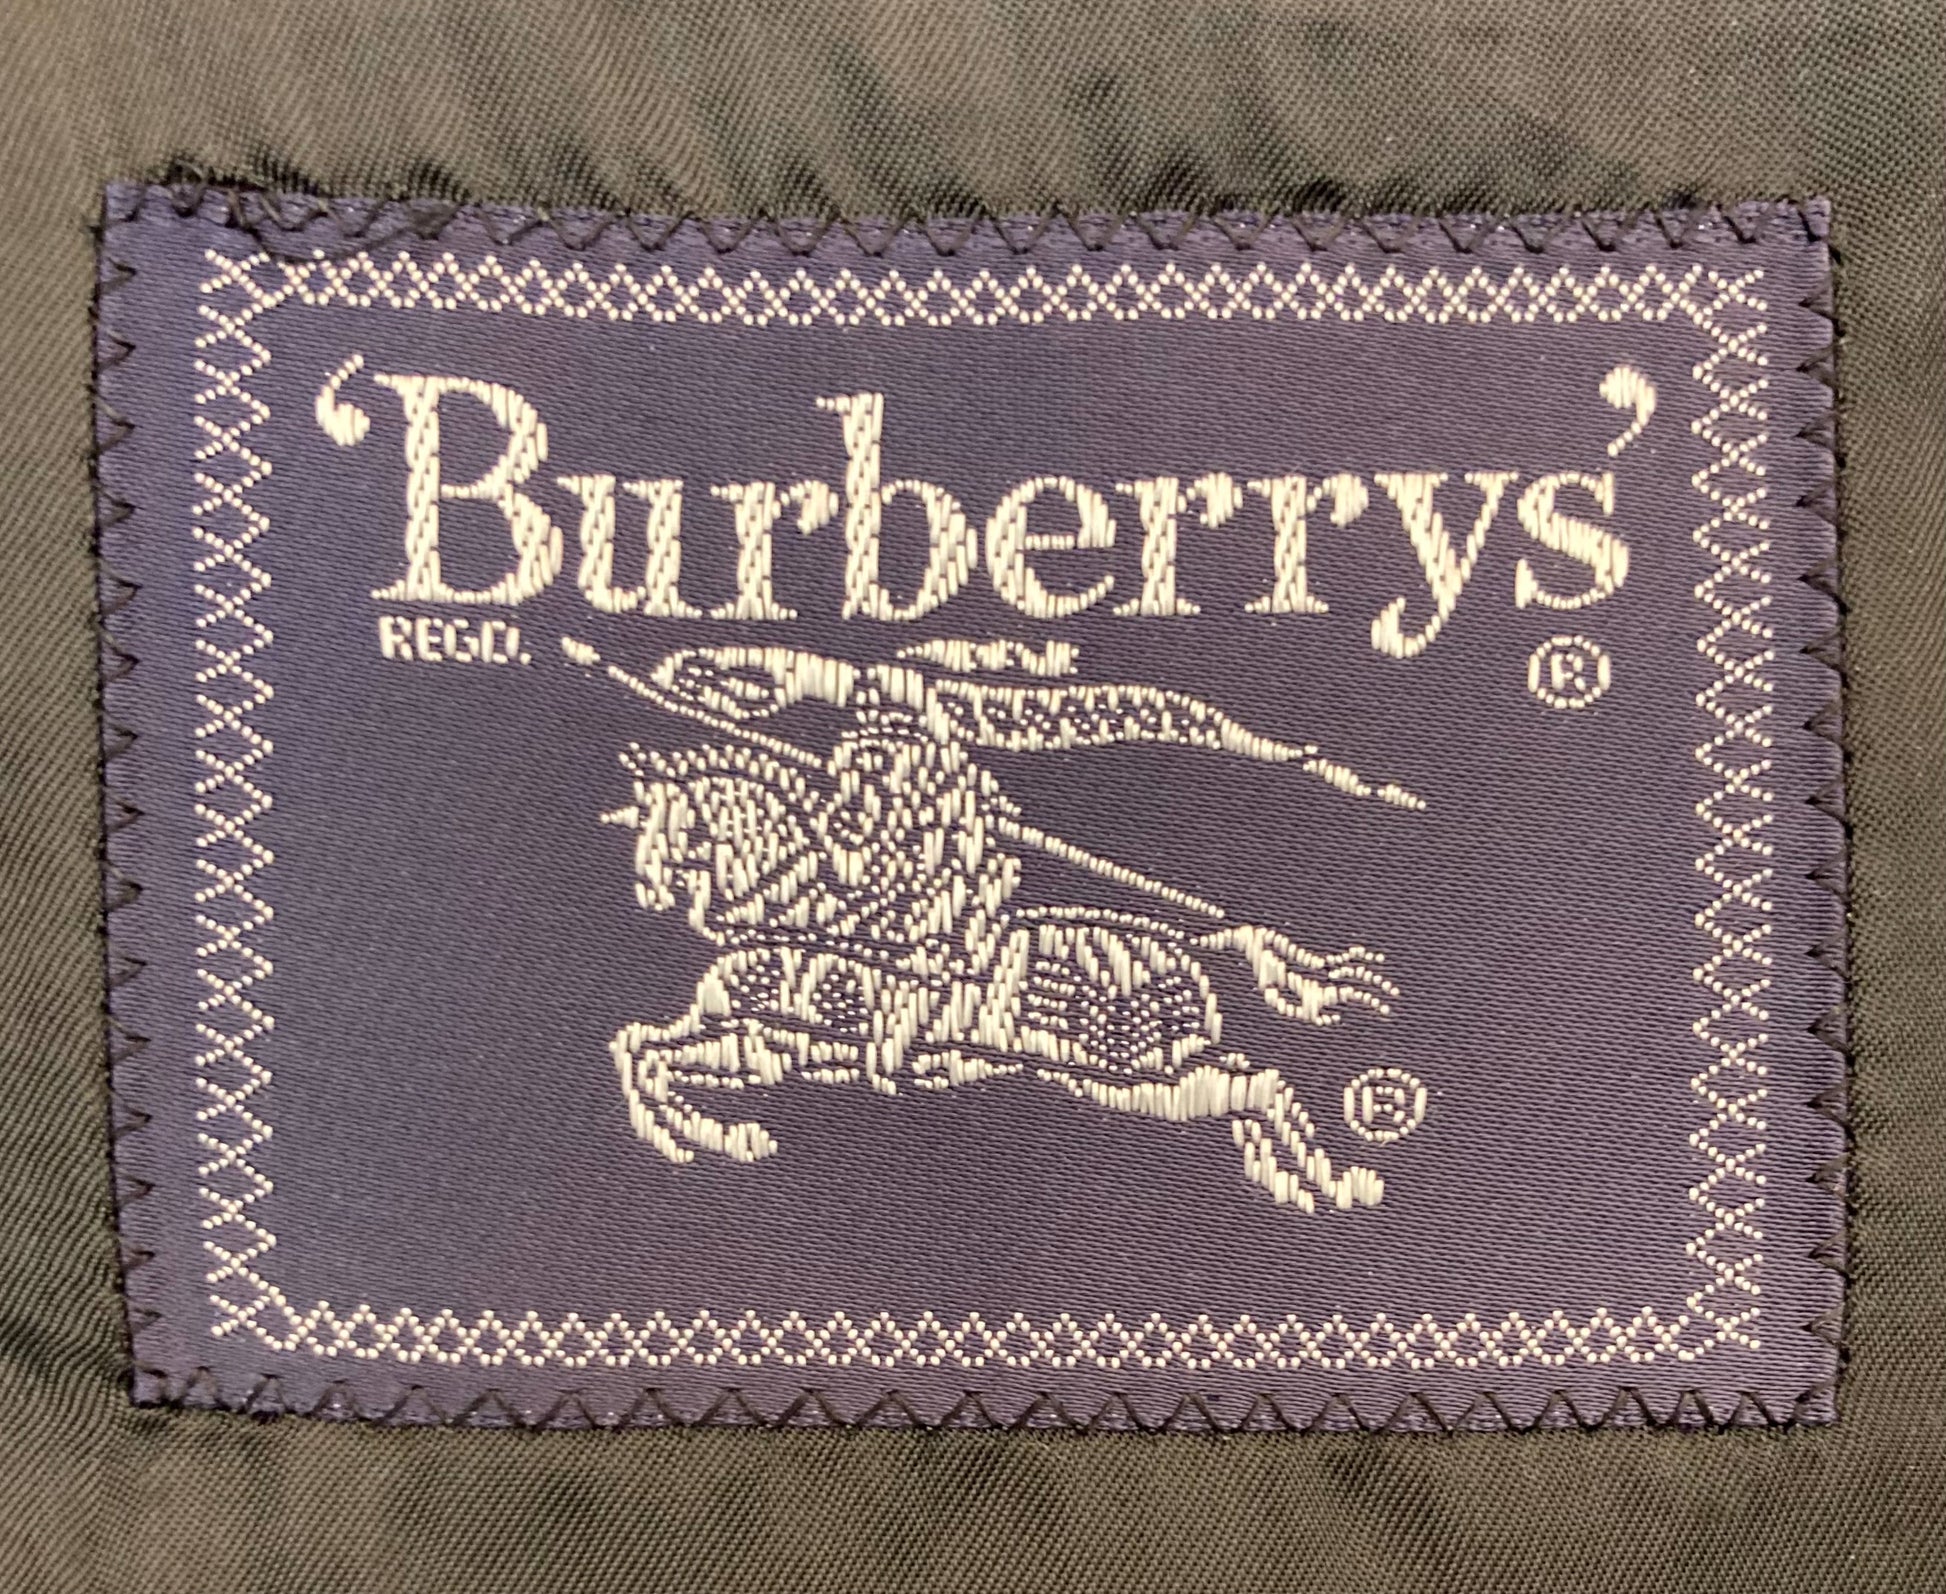 ‘Burberrys’
REGD. ®
®